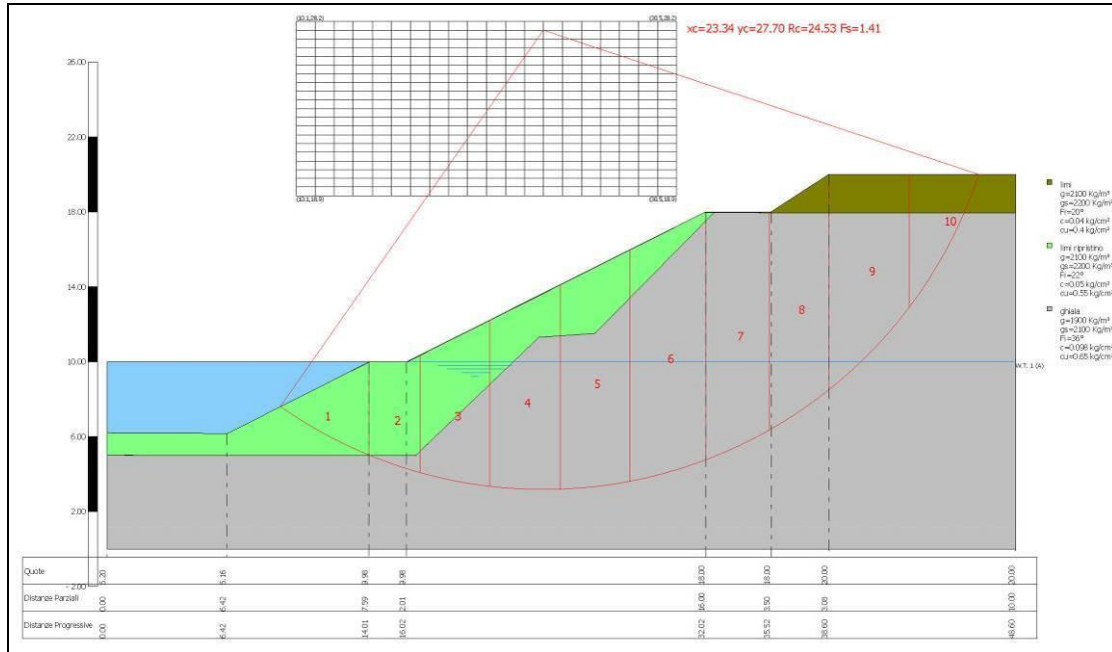 (10.1,28.2)
(30.5,28.2)
xc=23.34 yc=27.70 Rc=24.53 Fs=1.41
26.00
22.00
18.00
14.00
10.00
6.00
2.00
- 2.00
(10.1,18.9)
(30.5,18.9)
1
2
3
4
5
6
7
8
9
10
W.T. 1 (A)
limi
g=2100 Kg/m³
gs=2200 Kg/m³
Fi=20°
c=0.04 kg/cm²
cu=0.4 kg/cm²
limi ripristino
g=2100 Kg/m³
gs=2200 Kg/m³
Fi=22°
c=0.05 kg/cm²
cu=0.55 kg/cm²
ghiaia
g=1900 Kg/m³
gs=2100 Kg/m³
Fi=36°
c=0.098 kg/cm²
cu=0.65 kg/cm²
Quote 9.98 9.98 18.00 18.00 20.00 20.00
Distanze Parziali 0.00 6.42 7.59 2.01 16.00 3.50 3.08 10.00
Distanze Progressive 0.00 6.42 14.01 16.02 32.02 35.52 38.60 48.60